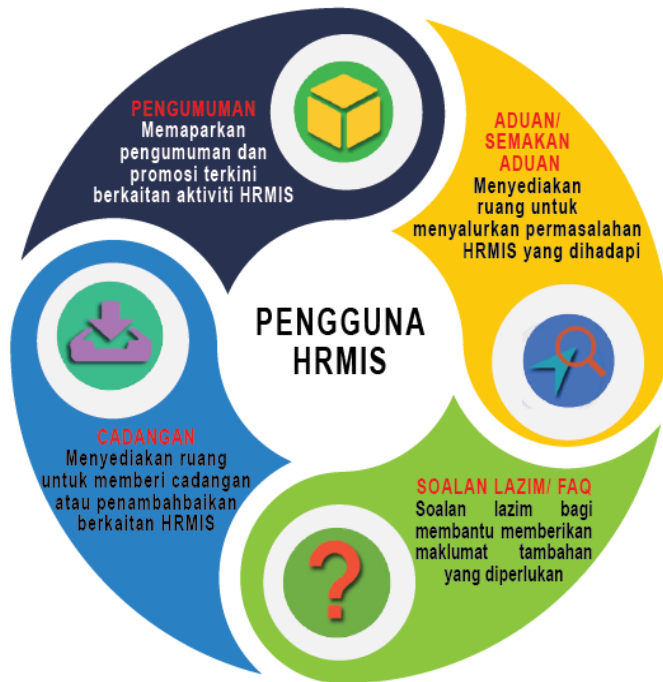 PENGUMUMAN
Memaparkan
pengumuman dan
promosi terkini
berkaitan aktiviti HRMIS
ADUAN/
SEMAKAN
ADUAN
Menyediakan
ruang untuk
menyalurkan permasalahan
HRMIS yang dihadapi
PENGGUNA
HRMIS
CADANGAN
Menyediakan ruang
untuk memberi cadangan
atau penambahbaikan
berkaitan HRMIS
SOALAN LAZIM/ FAQ
Soalan lazim bagi
membantu memberikan
maklumat tambahan
yang diperlukan
?